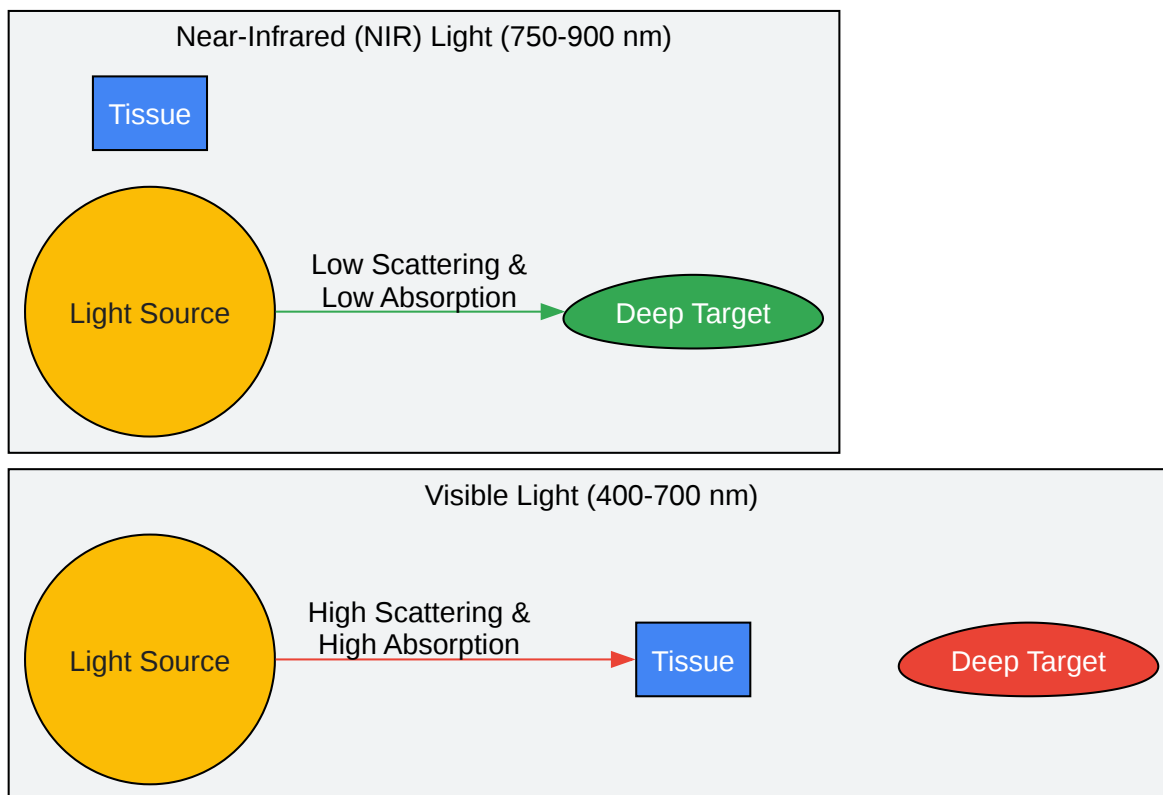 Near-Infrared (NIR) Light (750-900 nm)
Tissue
Light Source
Low Scattering &
Low Absorption
Deep Target
Visible Light (400-700 nm)
Light Source
High Scattering &
High Absorption
Tissue
Deep Target